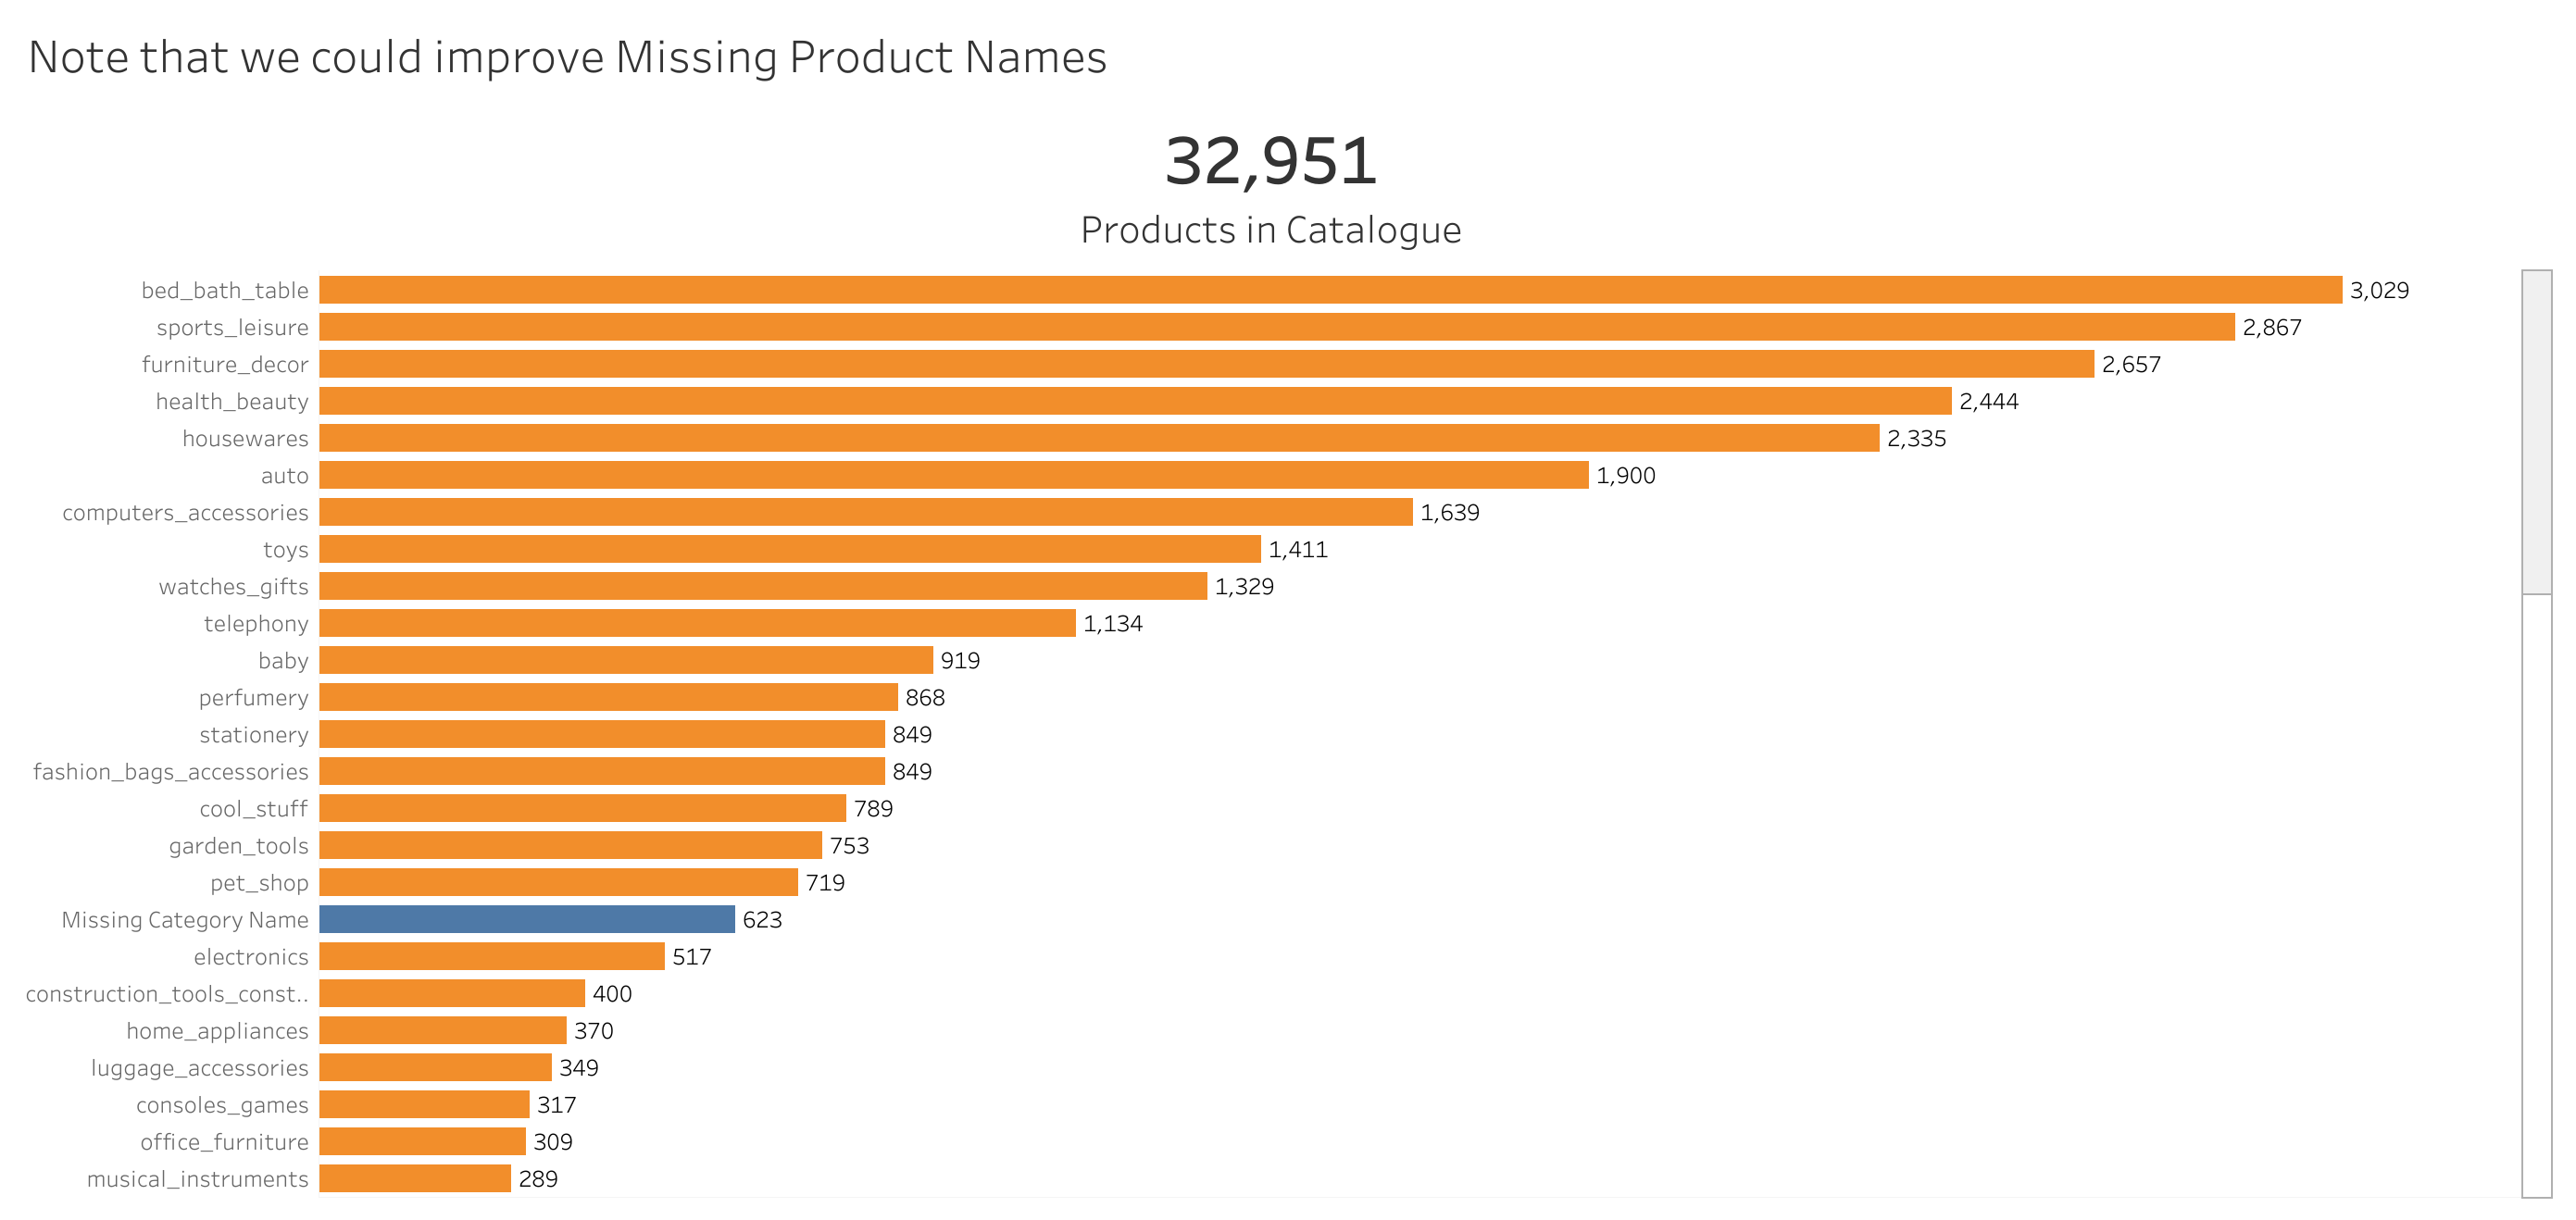 Note that we could improve Missing Product Names
32,951
Products in Catalogue
bed_bath_table 3,029
sports_leisure 2,867
furniture_decor 2,657
health_beauty 2,444
housewares 2,335
auto 1,900
computers_accessories 1,639
toys 1,411
watches_gifts 1,329
telephony 1,134
baby 919
perfumery 868
stationery 849
fashion_bags_accessories 849
cool_stuff 789
garden_tools 753
pet_shop 719
Missing Category Name 623
electronics 517
construction_tools_const.. 400
home_appliances 370
luggage_accessories 349
consoles_games 317
office_furniture 309
musical_instruments 289